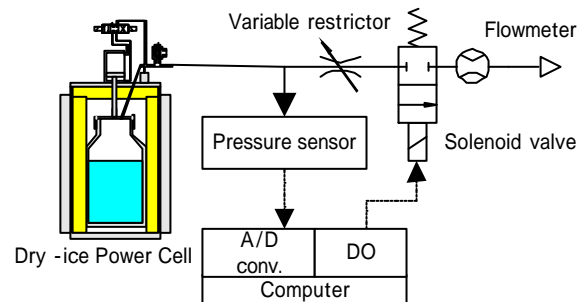 Variable restrictor
Flowmeter
Pressure sensor
Solenoid valve
A/D
conv.
DO
Dry -ice Power Cell
Computer